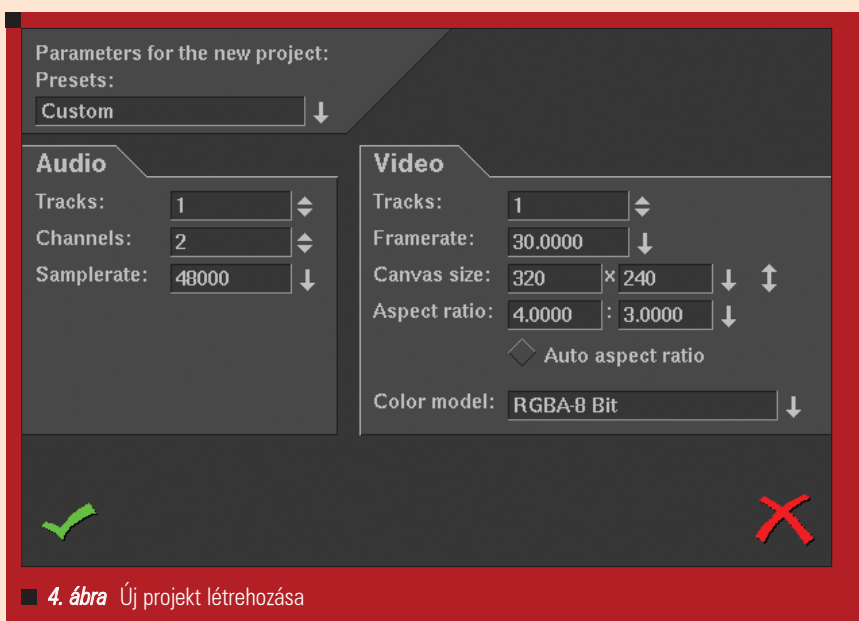 Parameters for the new project:
Presets:
Custom
Audio
Tracks: 1
Channels: 2
Samplerate: 48000
Video
Tracks: 1
Framerate: 30.0000
Canvas size: 320 x 240
Aspect ratio: 4.0000 : 3.0000
Auto aspect ratio
Color model: RGBA-8 Bit
4. ábra Új projekt létrehozása